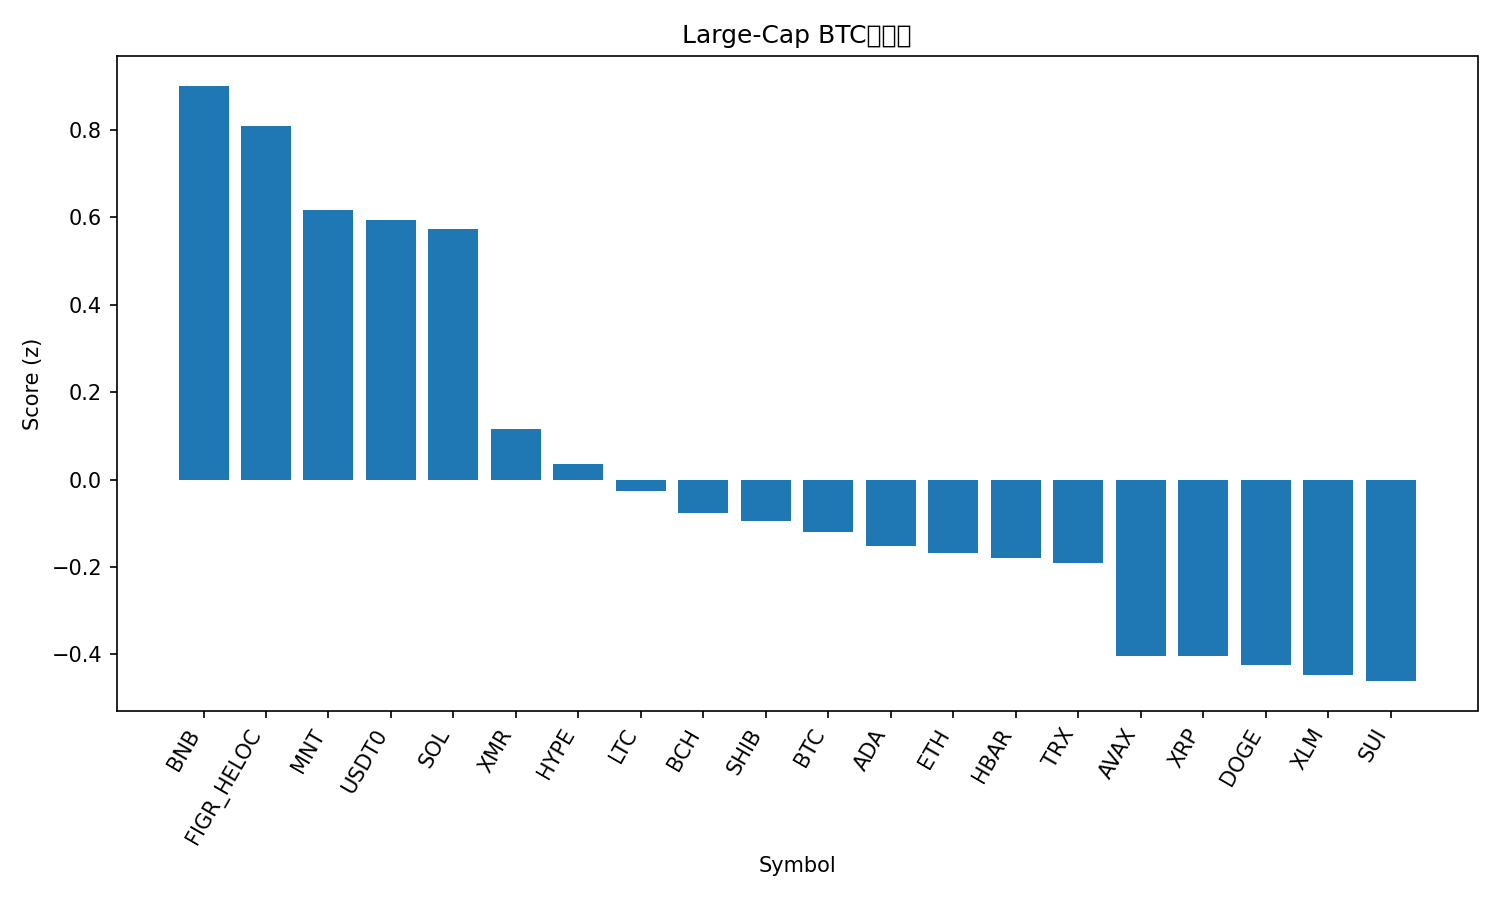 Large-Cap BTC
0.8
0.6
0.4
0.2
0.0
−0.2
−0.4
Score (z)
BNB
FIGR_HELOC
MNT
USDT0
SOL
XMR
HYPE
LTC
BCH
SHIB
BTC
ADA
ETH
HBAR
TRX
AVAX
XRP
DOGE
XLM
SUI
Symbol